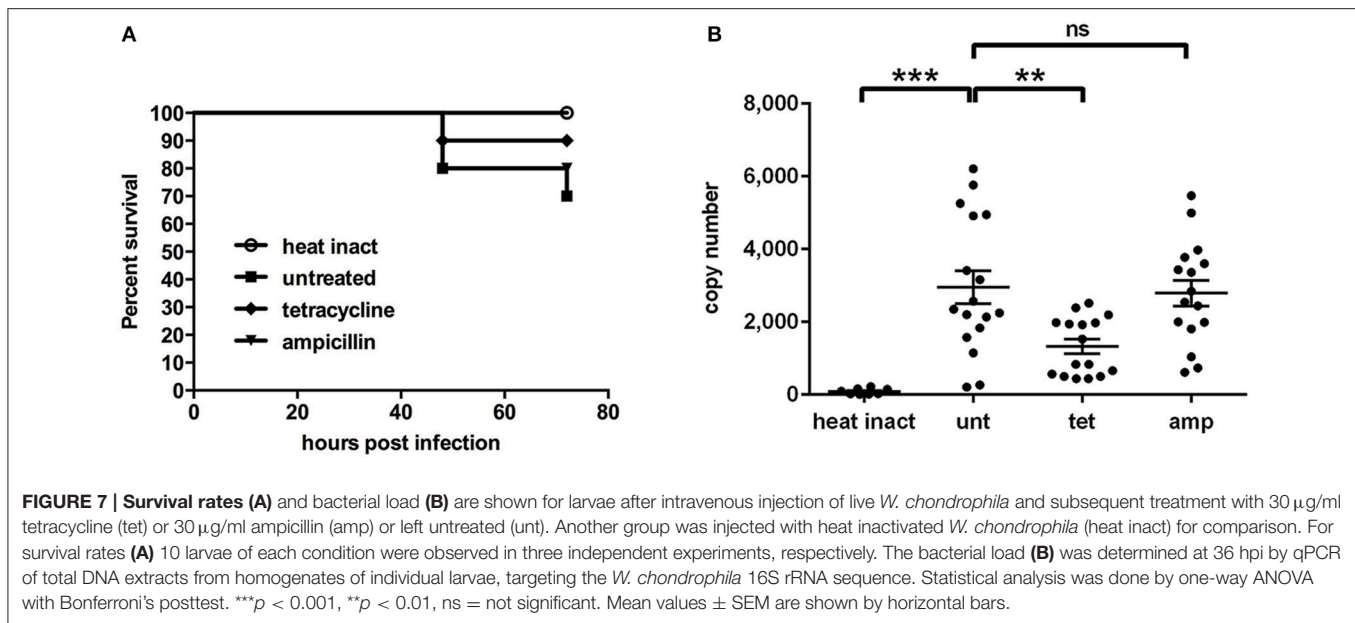 A
Percent survival
100
90
80
70
60
50
40
30
20
10
0
heat inact
untreated
tetracycline
ampicillin
0 20 40 60 80
hours post infection
B
ns
*** **
copy number
8,000
6,000
4,000
2,000
0
heat inact unt tet amp
FIGURE 7 | Survival rates (A) and bacterial load (B) are shown for larvae after intravenous injection of live W. chondrophila and subsequent treatment with 30 μg/ml
tetracycline (tet) or 30 μg/ml ampicillin (amp) or left untreated (unt). Another group was injected with heat inactivated W. chondrophila (heat inact) for comparison. For
survival rates (A) 10 larvae of each condition were observed in three independent experiments, respectively. The bacterial load (B) was determined at 36 hpi by qPCR
of total DNA extracts from homogenates of individual larvae, targeting the W. chondrophila 16S rRNA sequence. Statistical analysis was done by one-way ANOVA
with Bonferroni's posttest. ***p < 0.001, **p < 0.01, ns = not significant. Mean values ± SEM are shown by horizontal bars.